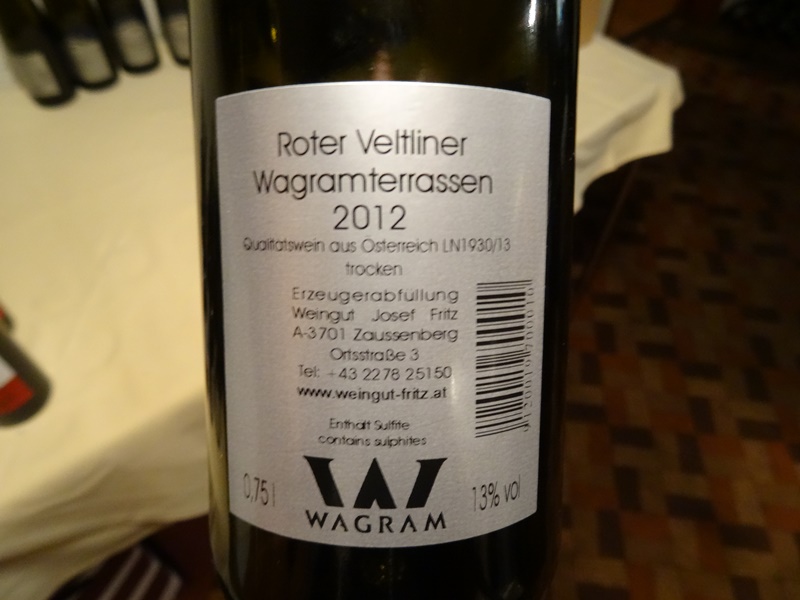 Roter Veltliner
Wagramterrassen
2012
Qualitätswein aus Österreich LN1930/13
trocken
Erzeugerabfüllung
Weingut Josef Fritz
A-3701 Zaussenberg
Ortsstraße 3
Tel: +43 2278 25150
www.weingut-fritz.at
Enthält Sulfite
contains sulphites
0,75 l
13% vol
W
WAGRAM